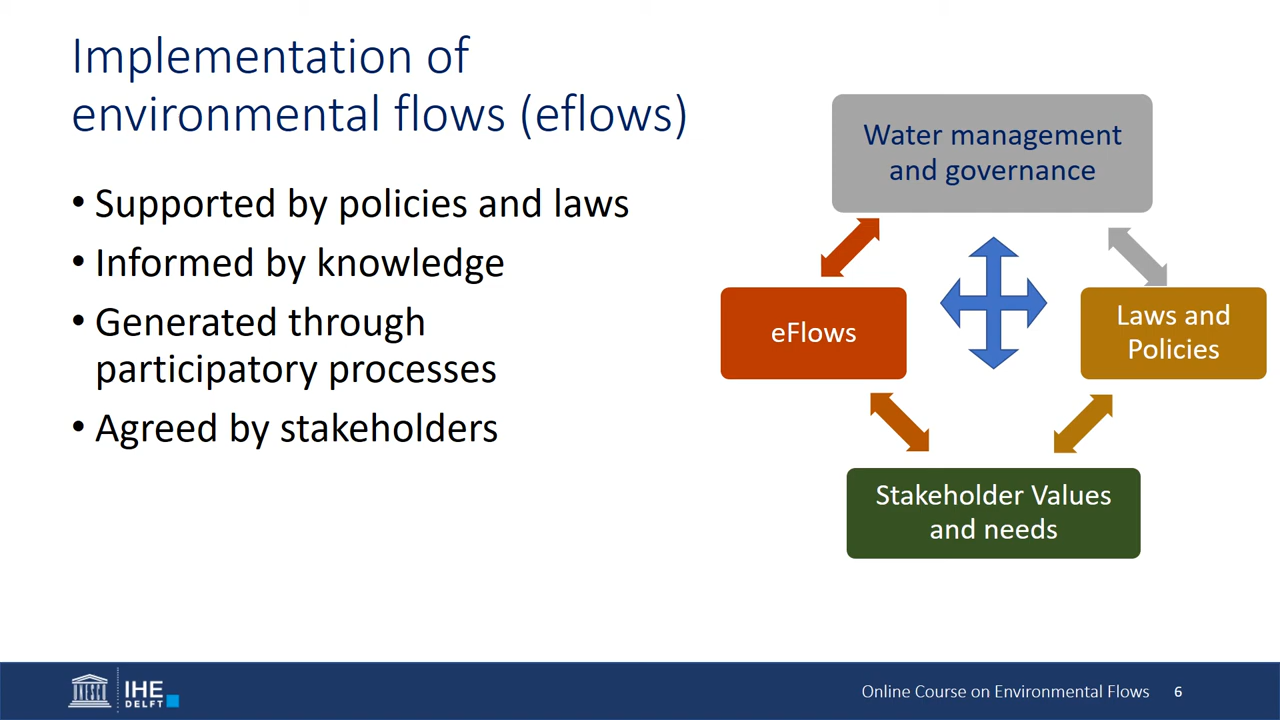 Implementation of
environmental flows (eflows)
• Supported by policies and laws
• Informed by knowledge
• Generated through
participatory processes
• Agreed by stakeholders
Water management
and governance
eFlows
Laws and
Policies
Stakeholder Values
and needs
UNESCO
IHE
DELFT
Online Course on Environmental Flows 6